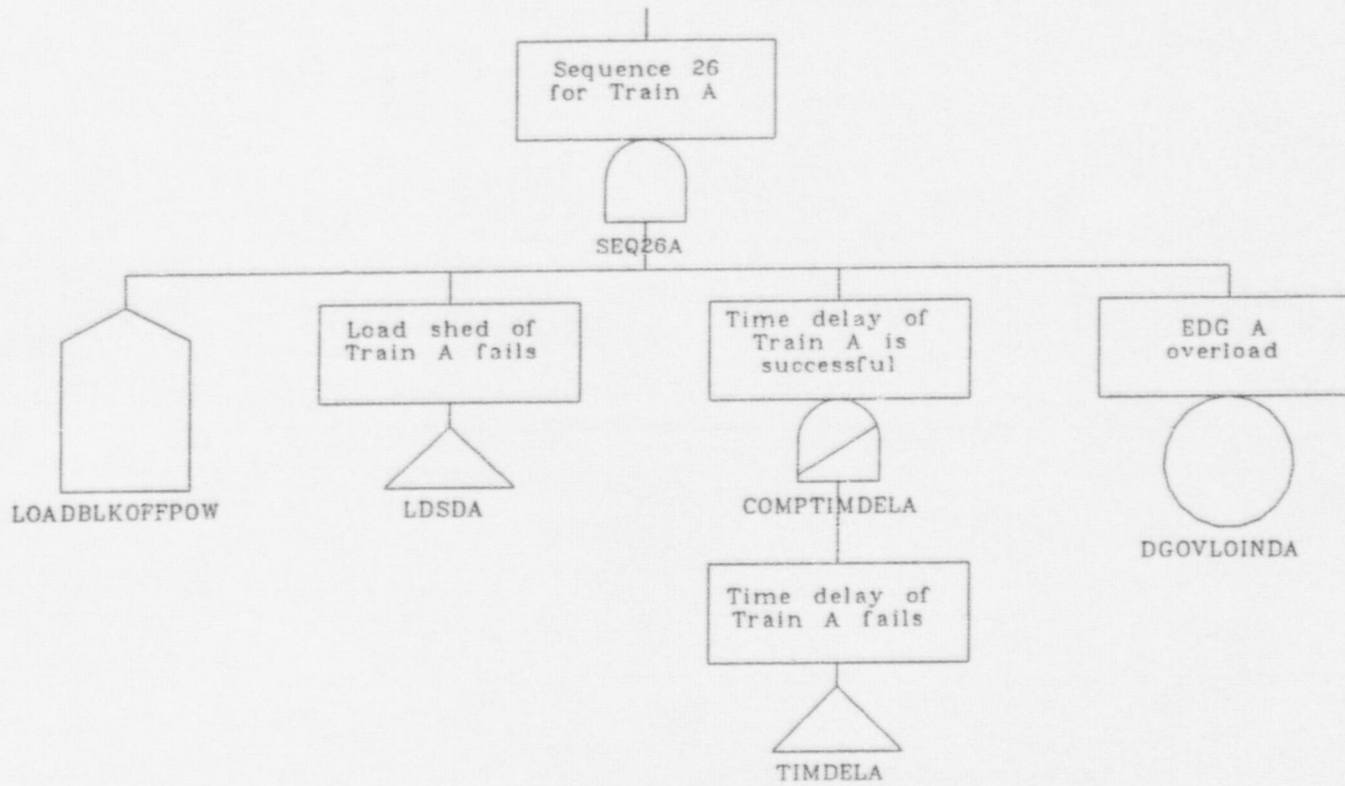 Sequence 26
for Train A
SEQ26A
LOADBLKOFFPOW
Load shed of
Train A fails
LDSDA
Time delay of
Train A is
successful
COMPTIMDELA
Time delay of
Train A fails
TIMDELA
EDG A
overload
DGOVLOINDA